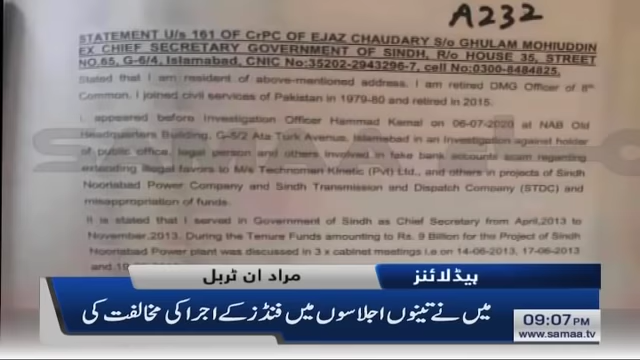 A232
STATEMENT U/s 161 OF CrPC OF EJAZ CHAUDARY S/o GHULAM MOHIUDDIN
EX CHIEF SECRETARY GOVERNMENT OF SINDH, R/o HOUSE 35, STREET
NO.65, G-6/4, Islamabad, CNIC No:35202-2943296-7, cell No:0300-8484825.
Stated that I am resident of above-mentioned address. I am retired DMG Officer of 8th
Common. I joined civil services of Pakistan in 1979-80 and retired in 2015.
I appeared before Investigation Officer Hammad Kamal on 06-07-2020 at NAB Old
Headquarters Building, G-5/2 Ata Turk Avenue, Islamabad in an Investigation against holder
of public office, legal person and others involved in fake bank accounts scam regarding
extending illegal favors to M/s Technomen Kinetic (Pvt) Ltd., and others in projects of Sindh
Nooriabad Power Company and Sindh Transmission and Dispatch Company (STDC) and
misappropriation of funds.
It is stated that I served in Government of Sindh as Chief Secretary from April,2013 to
November,2013. During the Tenure Funds amounting to Rs. 9 Billion for the Project of Sindh
Nooriabad Power plant was discussed in 3 x cabinet meetings i.e on 14-06-2013, 17-06-2013
and
SAMAA
ہیڈلائنز
مراد ان ٹربل
میں نے تینوں اجلاسوں میں فنڈز کے اجرا کی مخالفت کی
09:07PM
www.samaa.tv